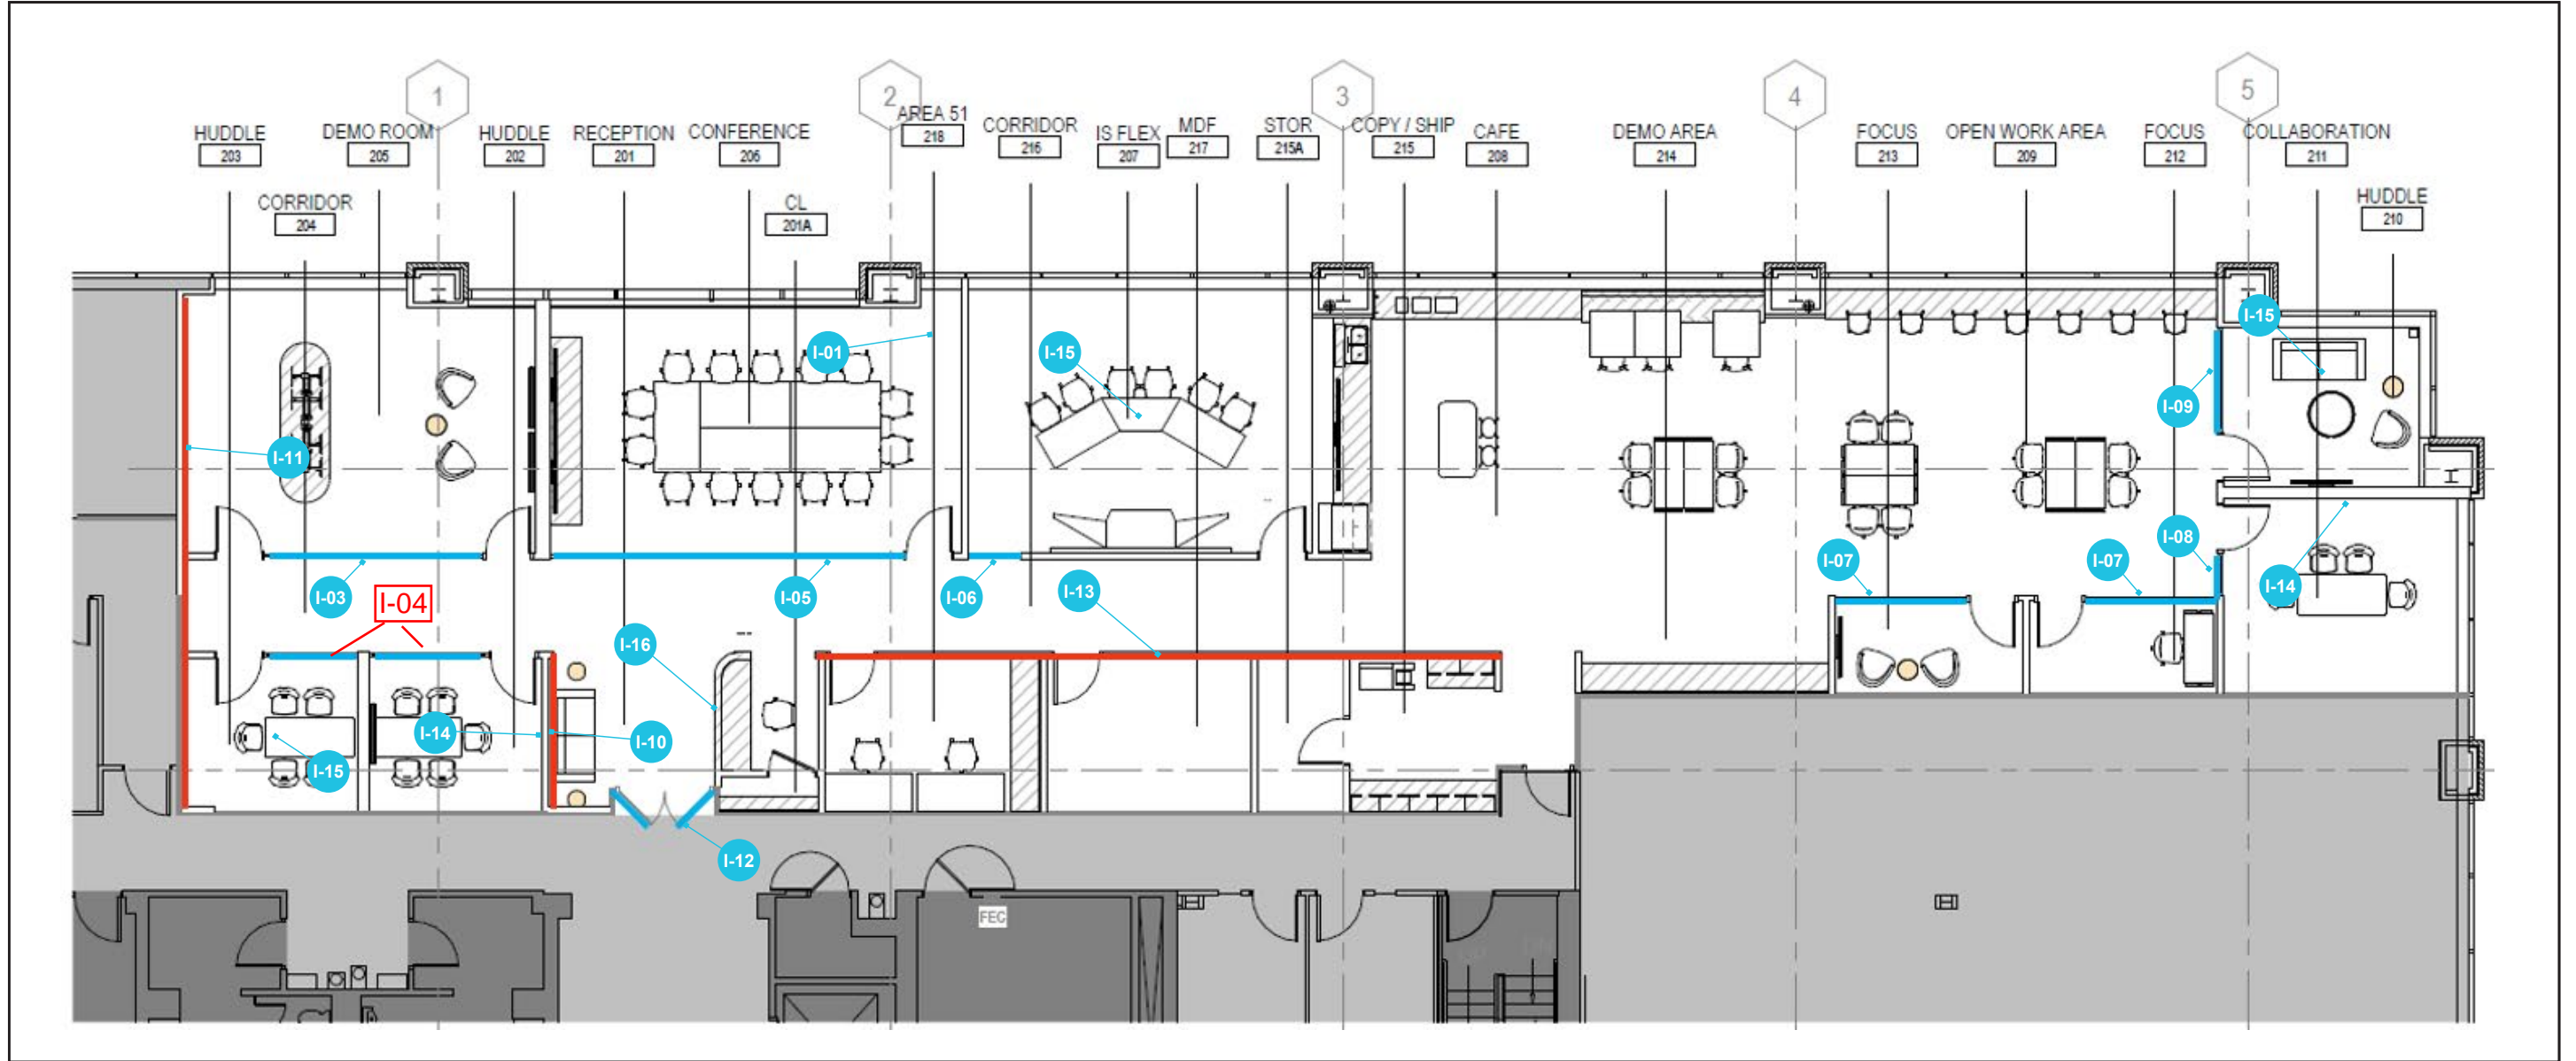 1
2
3
4
5
HUDDLE
203
DEMO ROOM
205
HUDDLE
202
RECEPTION
201
CONFERENCE
206
AREA 51
218
CORRIDOR
216
IS FLEX
207
MDF
217
STOR
215A
COPY / SHIP
215
CAFE
208
DEMO AREA
214
FOCUS
213
OPEN WORK AREA
209
FOCUS
212
COLLABORATION
211
CORRIDOR
204
CL
201A
HUDDLE
210
I-15
I-01
I-15
I-09
I-11
I-08
I-07
I-07
I-14
I-03
I-04
I-05
I-06
I-13
I-16
I-14
I-10
I-15
I-12
FEC